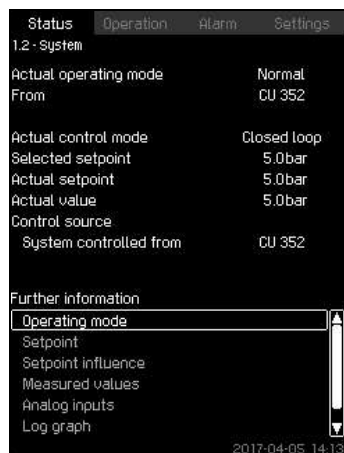 Status Operation Alarm Settings
1.2 - System
Actual operating mode Normal
From CU 352
Actual control mode Closed loop
Selected setpoint 5.0bar
Actual setpoint 5.0bar
Actual value 5.0bar
Control source
System controlled from CU 352
Further information
Operating mode
Setpoint
Setpoint influence
Measured values
Analog inputs
Log graph
2017-04-05 14:13